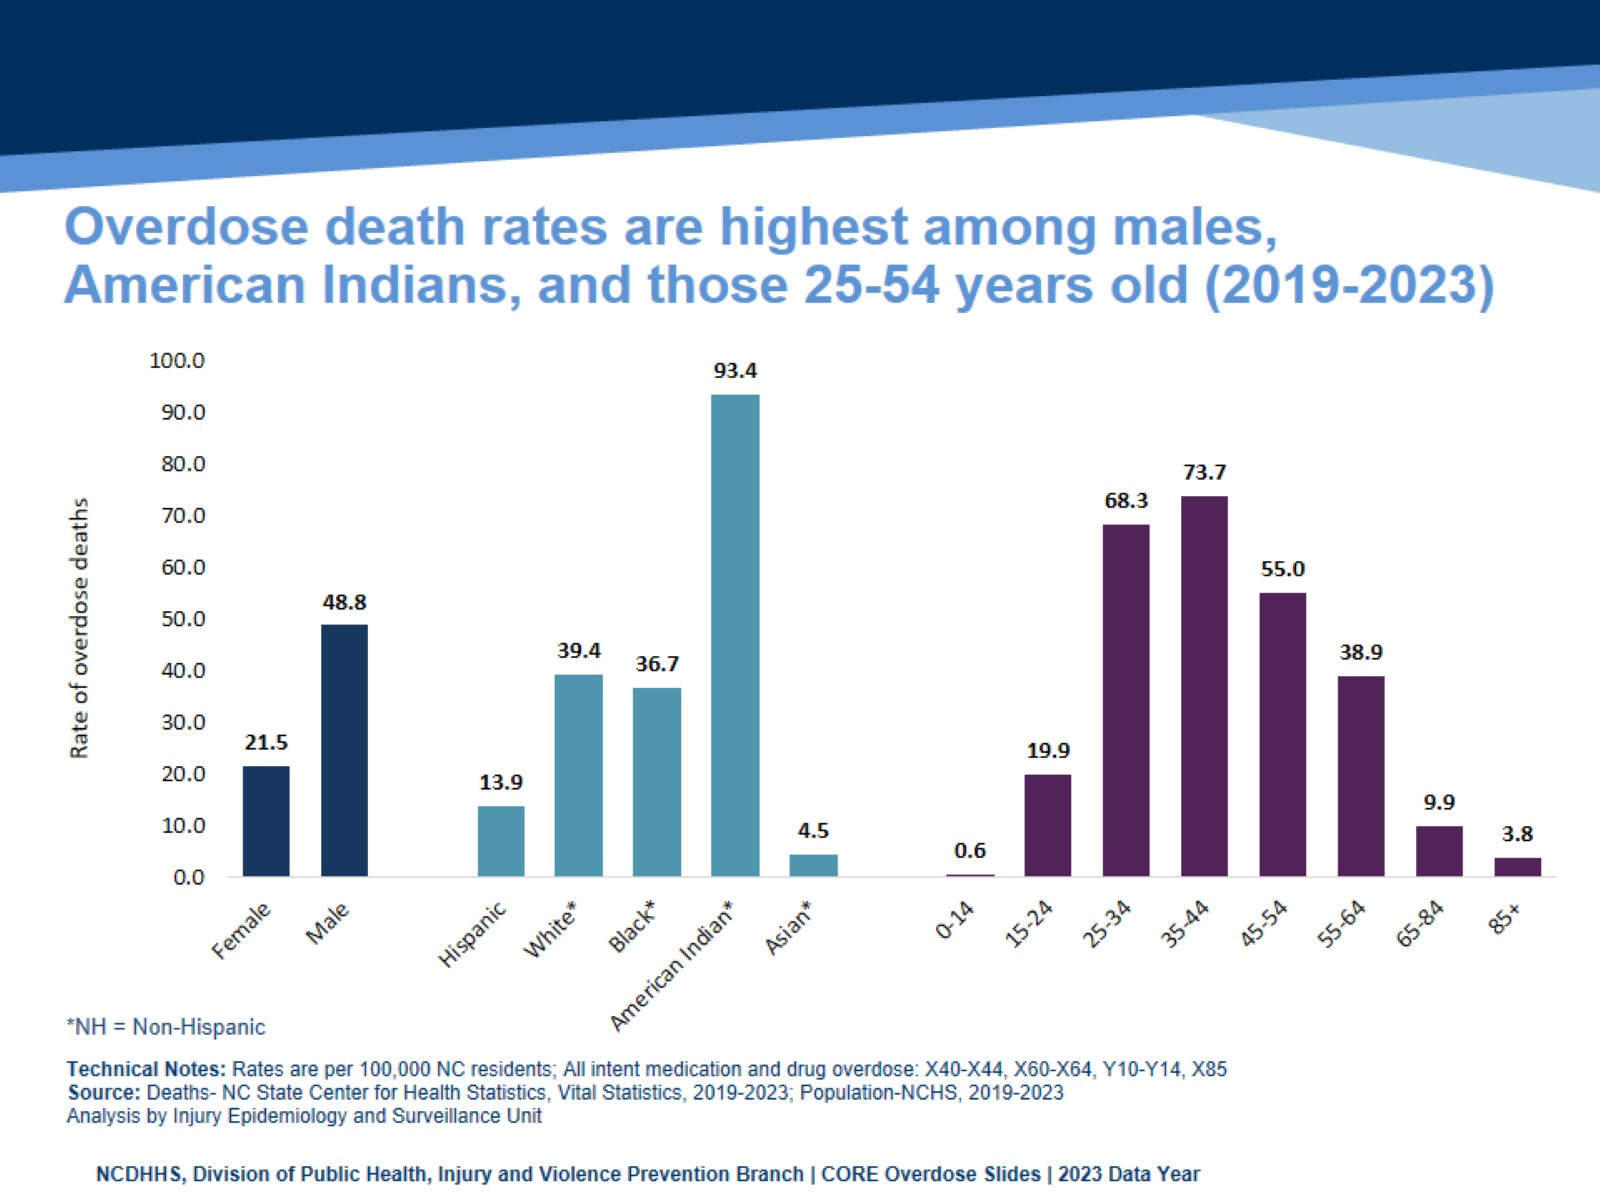 Overdose death rates are highest among males,
American Indians, and those 25-54 years old (2019-2023)
Rate of overdose deaths
100.0
90.0
80.0
70.0
60.0
50.0
40.0
30.0
20.0
10.0
0.0
21.5
48.8
13.9
39.4
36.7
93.4
4.5
0.6
19.9
68.3
73.7
55.0
38.9
9.9
3.8
Female
Male
Hispanic
White*
Black*
American Indian*
Asian*
0-14
15-24
25-34
35-44
45-54
55-64
65-84
85+
*NH = Non-Hispanic
Technical Notes: Rates are per 100,000 NC residents; All intent medication and drug overdose: X40-X44, X60-X64, Y10-Y14, X85
Source: Deaths- NC State Center for Health Statistics, Vital Statistics, 2019-2023; Population-NCHS, 2019-2023
Analysis by Injury Epidemiology and Surveillance Unit
NCDHHS, Division of Public Health, Injury and Violence Prevention Branch | CORE Overdose Slides | 2023 Data Year